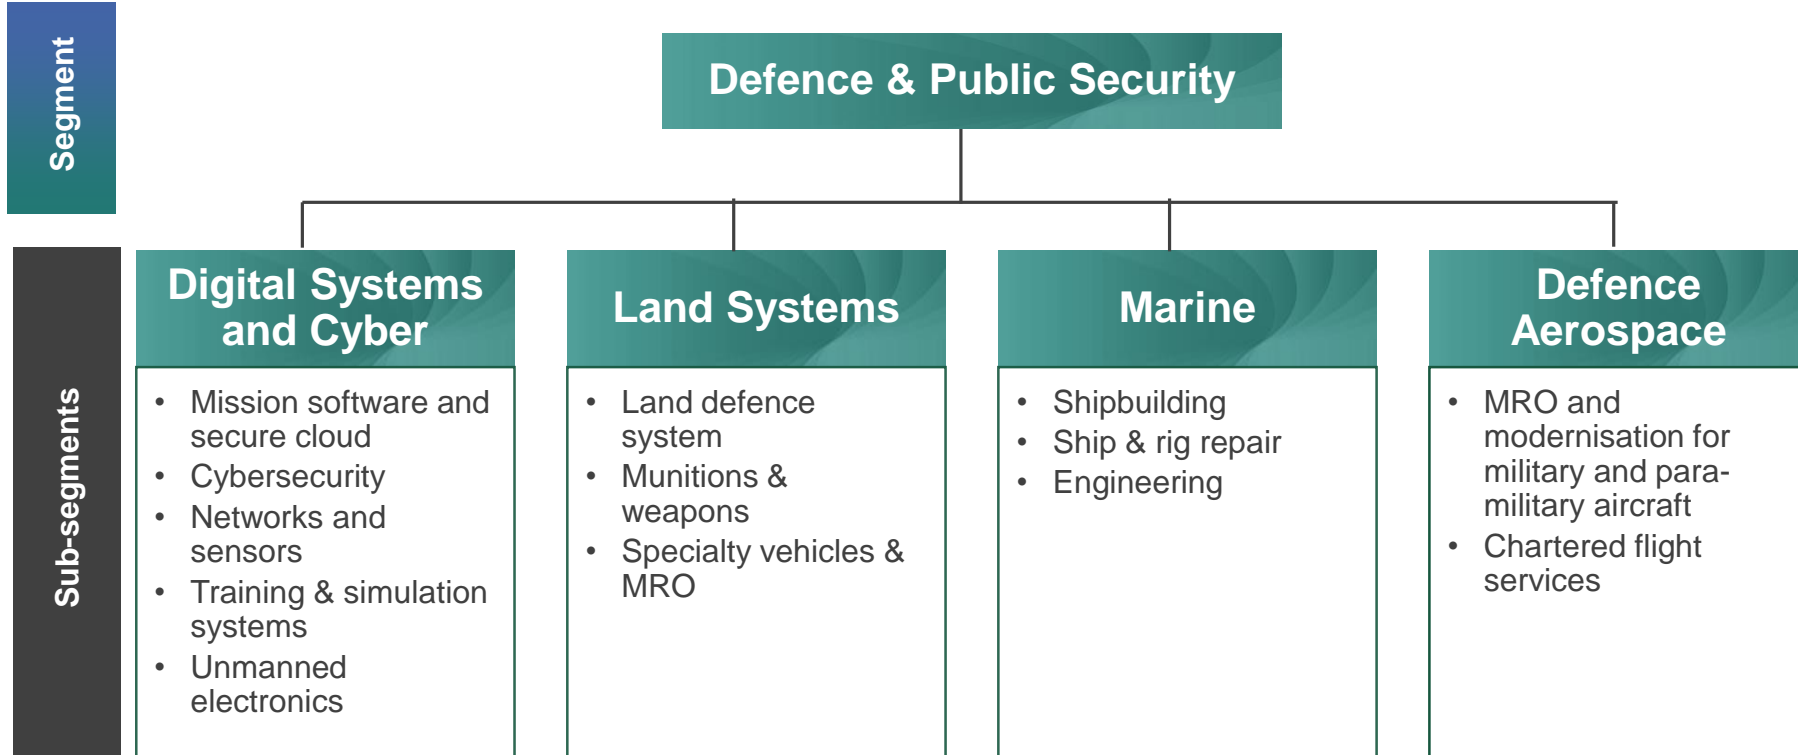 Segment
Defence & Public Security
Sub-segments
Digital Systems
and Cyber
• Mission software and
secure cloud
• Cybersecurity
• Networks and
sensors
• Training & simulation
systems
• Unmanned
electronics
Land Systems
• Land defence
system
• Munitions &
weapons
• Specialty vehicles &
MRO
Marine
• Shipbuilding
• Ship & rig repair
• Engineering
Defence
Aerospace
• MRO and
modernisation for
military and para-
military aircraft
• Chartered flight
services